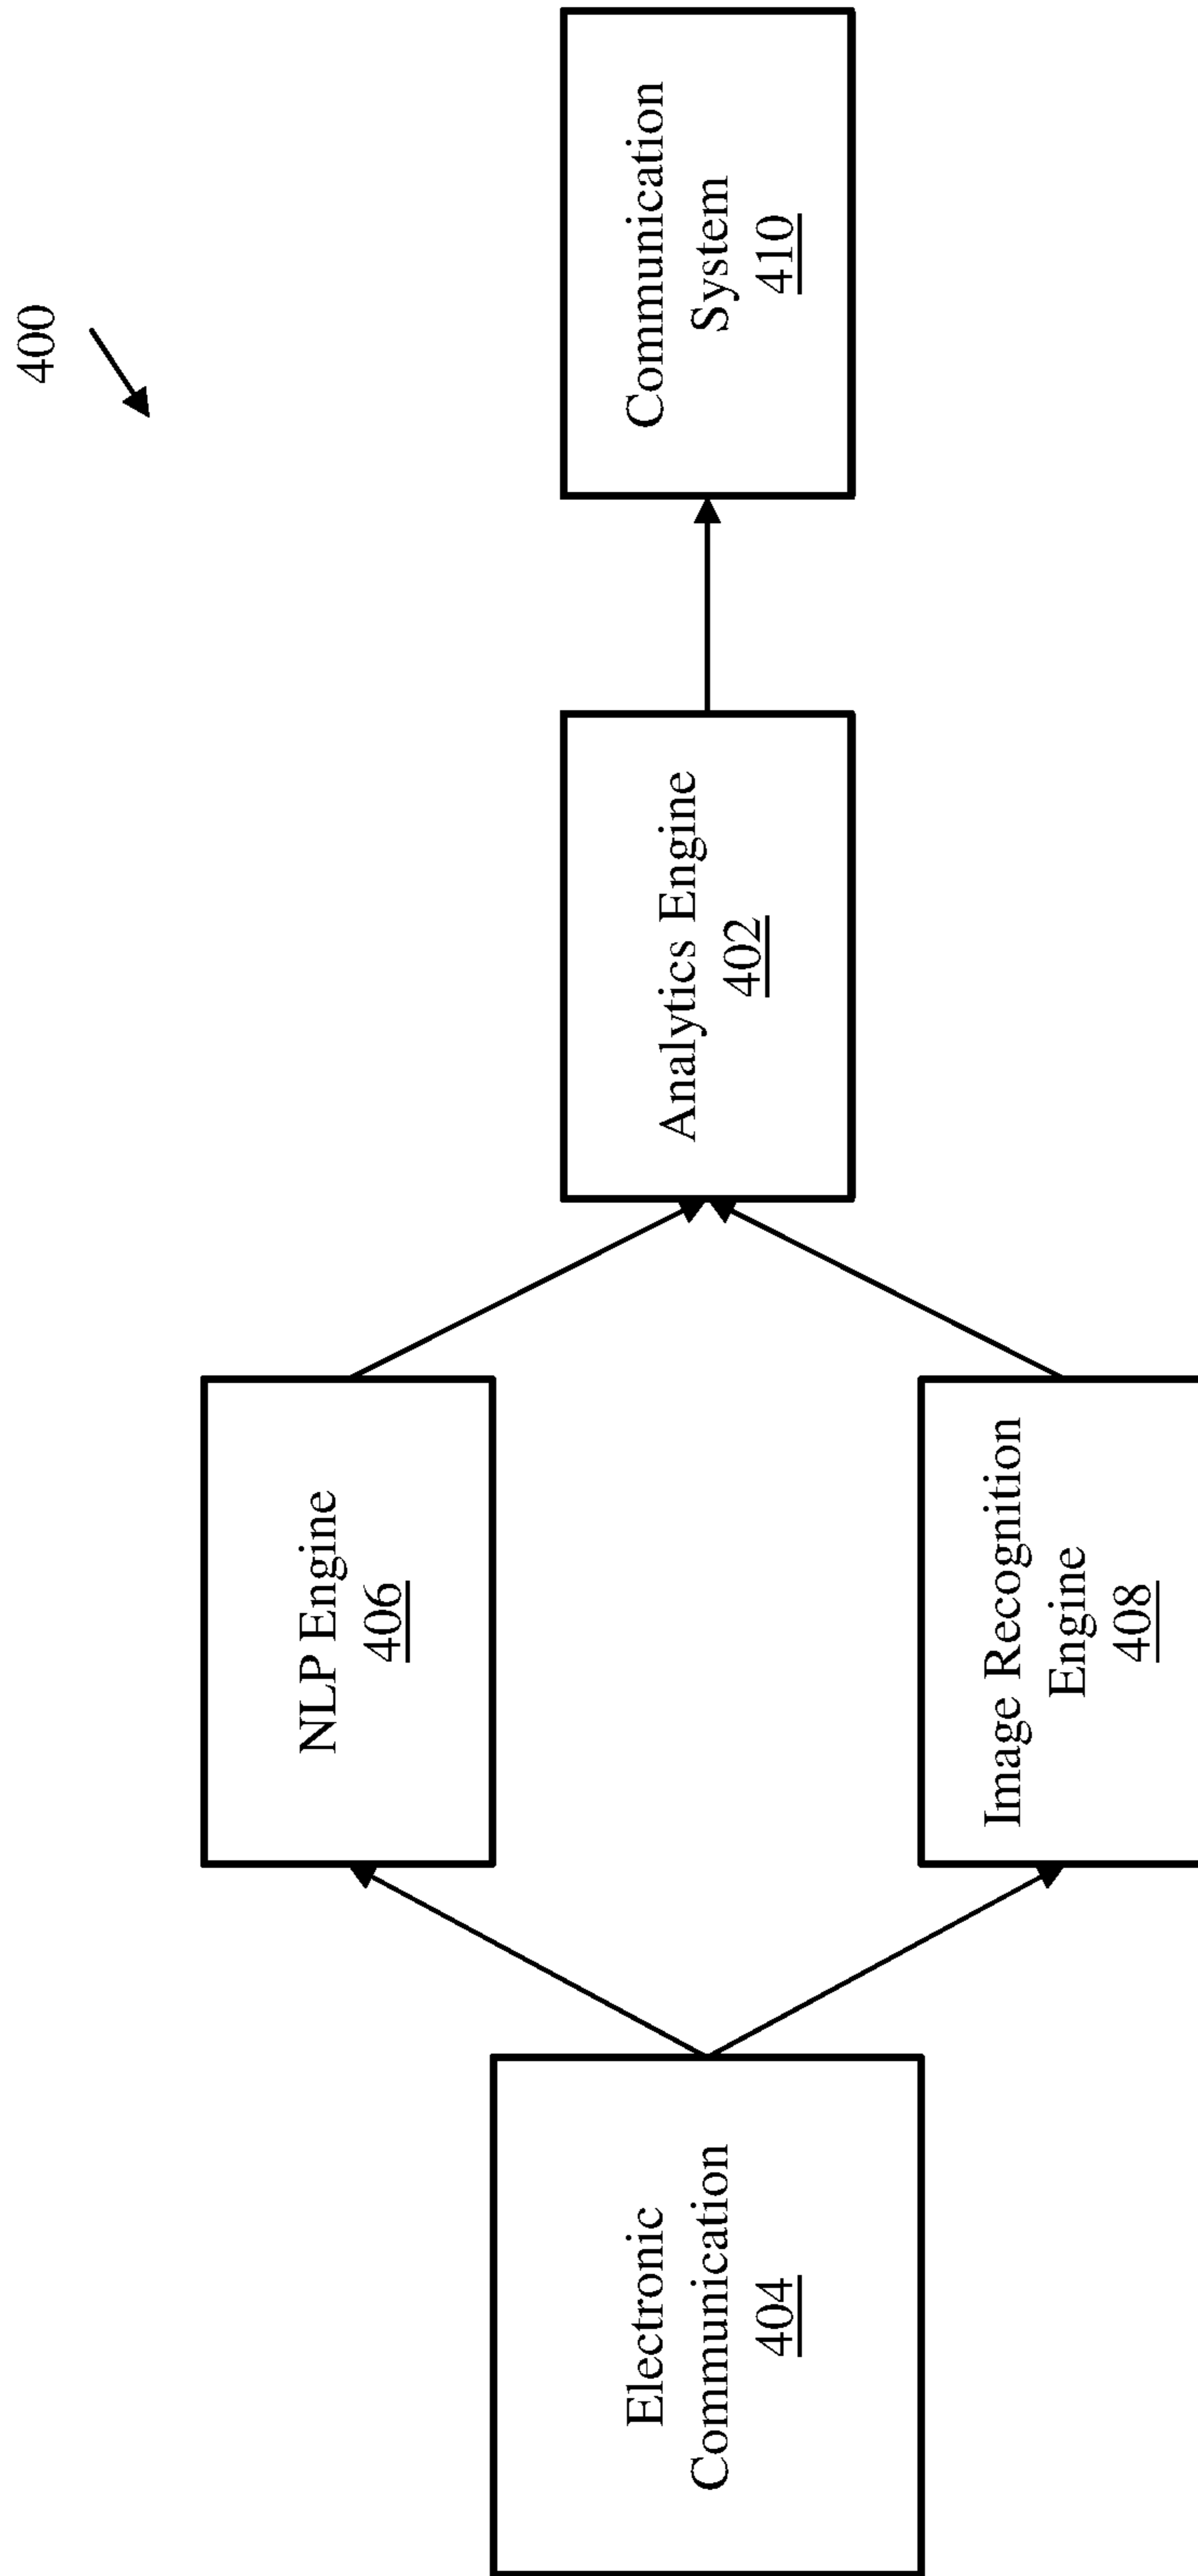 400
Electronic
Communication
404
NLP Engine
406
Image Recognition
Engine
408
Analytics Engine
402
Communication
System
410